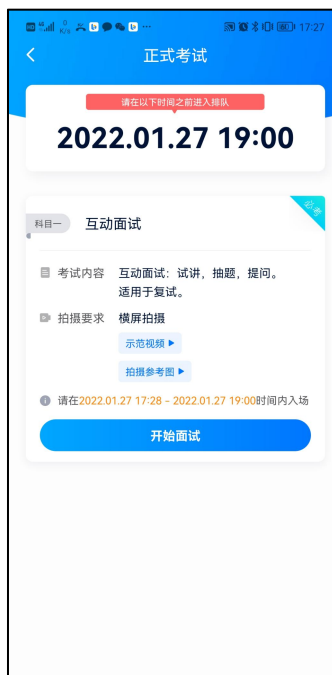 0
K/s
17:27
正式考试
请在以下时间之前进入排队
2022.01.27 19:00
必考
科目一
互动面试
考试内容 互动面试:试讲,抽题,提问。
适用于复试。
拍摄要求 横屏拍摄
示范视频
拍摄参考图
请在2022.01.27 17:28 - 2022.01.27 19:00时间内入场
开始面试